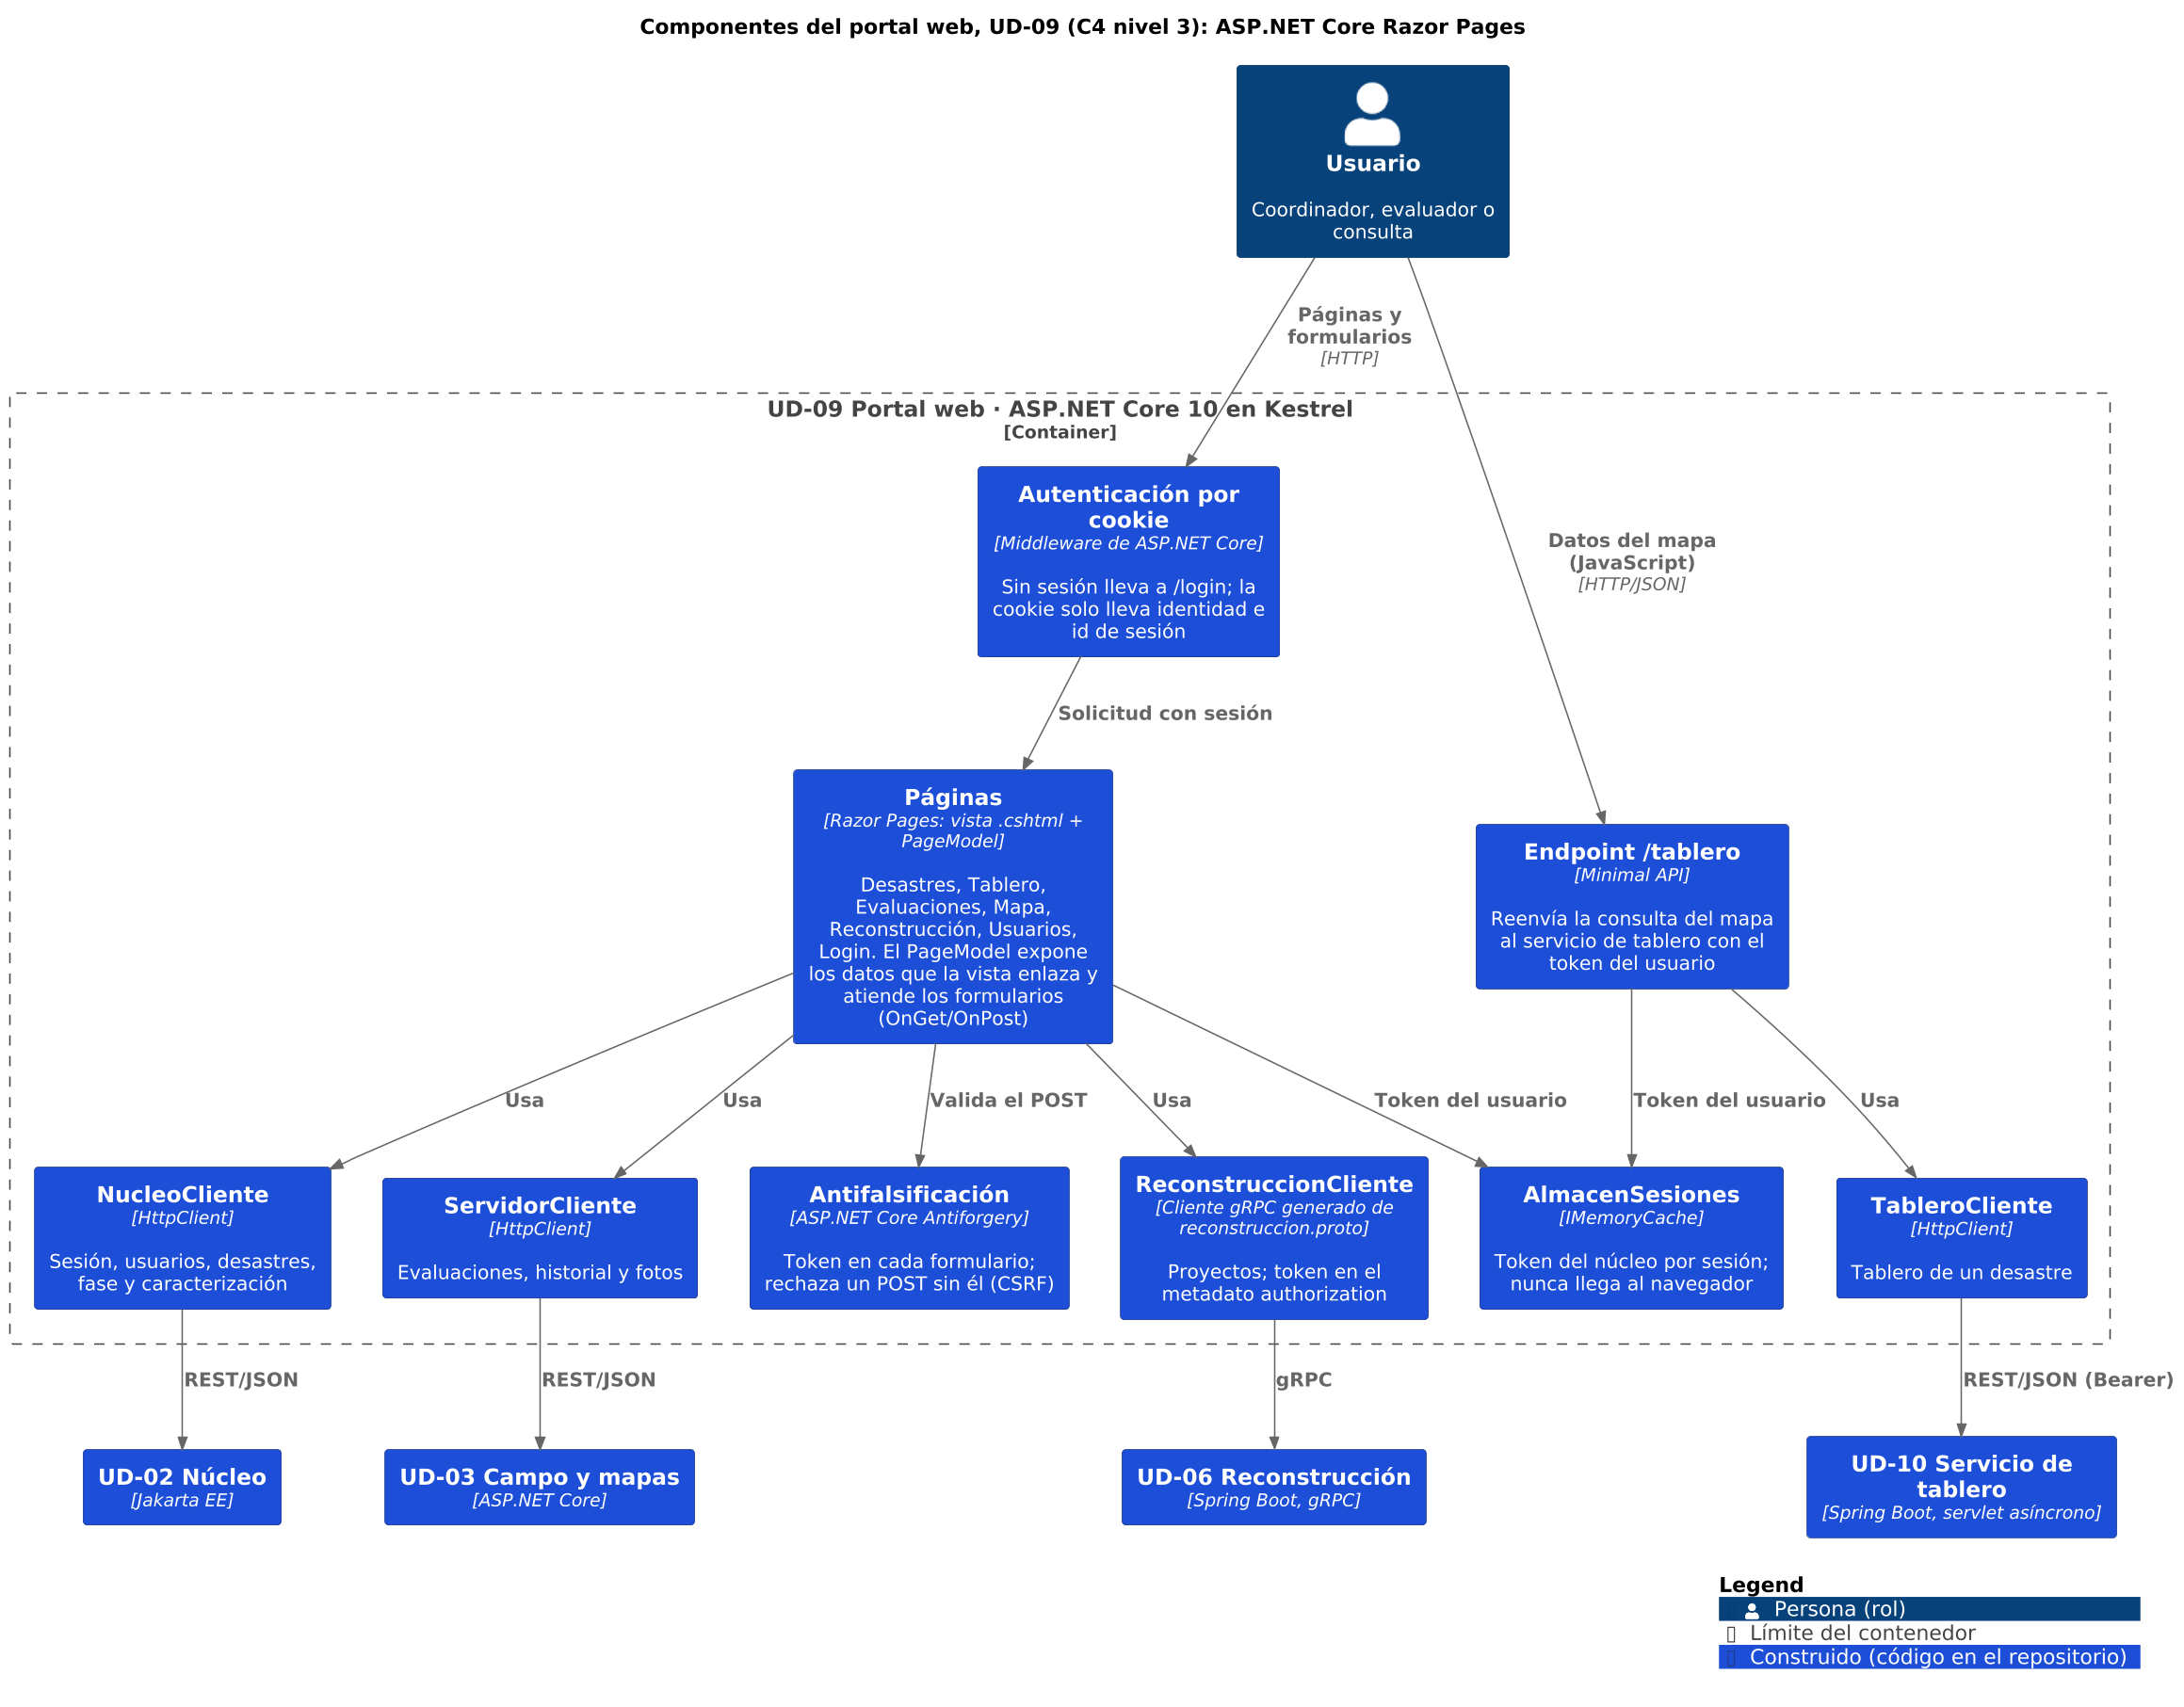 Componentes del portal web, UD-09 (C4 nivel 3): ASP.NET Core Razor Pages
Usuario
Coordinador, evaluador o
consulta
Páginas y
formularios
[HTTP]
UD-09 Portal web · ASP.NET Core 10 en Kestrel
[Container]
Autenticación por
cookie
[Middleware de ASP.NET Core]
Sin sesión lleva a /login; la
cookie solo lleva identidad e
id de sesión
Datos del mapa
(JavaScript)
[HTTP/JSON]
Solicitud con sesión
Páginas
[Razor Pages: vista .cshtml +
PageModel]
Desastres, Tablero,
Evaluaciones, Mapa,
Reconstrucción, Usuarios,
Login. El PageModel expone
los datos que la vista enlaza y
atiende los formularios
(OnGet/OnPost)
Endpoint /tablero
[Minimal API]
Reenvía la consulta del mapa
al servicio de tablero con el
token del usuario
Usa
Usa
Valida el POST
Usa
Token del usuario
Token del usuario
Usa
NucleoCliente
[HttpClient]
Sesión, usuarios, desastres,
fase y caracterización
ServidorCliente
[HttpClient]
Evaluaciones, historial y fotos
Antifalsificación
[ASP.NET Core Antiforgery]
Token en cada formulario;
rechaza un POST sin él (CSRF)
ReconstruccionCliente
[Cliente gRPC generado de
reconstruccion.proto]
Proyectos; token en el
metadato authorization
AlmacenSesiones
[IMemoryCache]
Token del núcleo por sesión;
nunca llega al navegador
TableroCliente
[HttpClient]
Tablero de un desastre
REST/JSON
REST/JSON
gRPC
REST/JSON (Bearer)
UD-02 Núcleo
[Jakarta EE]
UD-03 Campo y mapas
[ASP.NET Core]
UD-06 Reconstrucción
[Spring Boot, gRPC]
UD-10 Servicio de
tablero
[Spring Boot, servlet asíncrono]
Legend
Persona (rol)
Límite del contenedor
Construido (código en el repositorio)